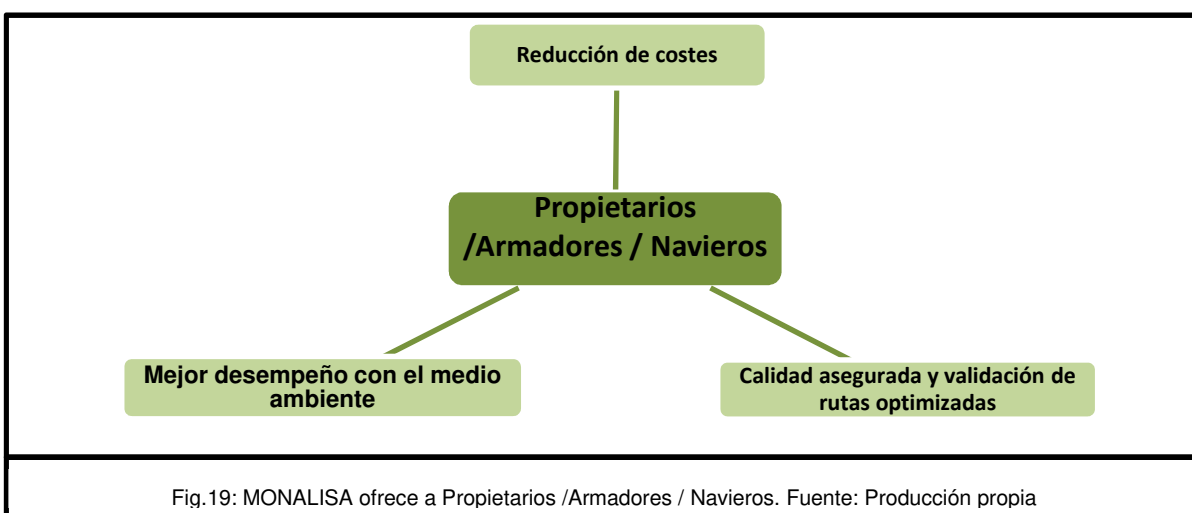 Reducción de costes
Propietarios
/Armadores / Navieros
Mejor desempeño con el medio
ambiente
Calidad asegurada y validación de
rutas optimizadas
Fig.19: MONALISA ofrece a Propietarios /Armadores / Navieros. Fuente: Producción propia